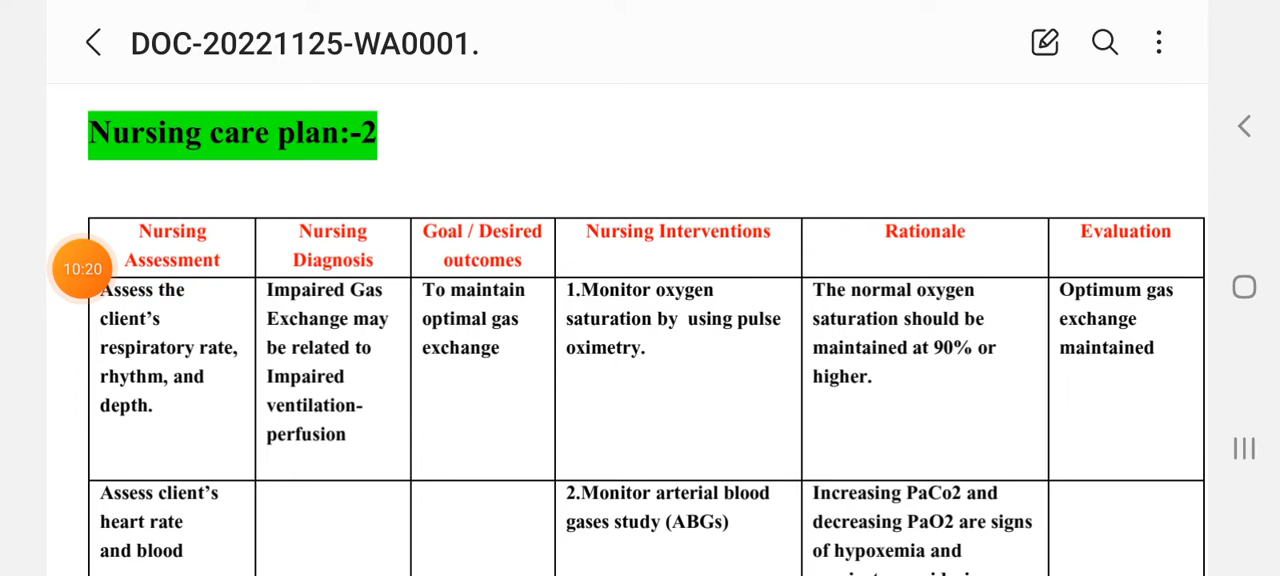 DOC-20221125-WA0001.
Nursing care plan:-2
Nursing
Assessment
Nursing
Diagnosis
Goal / Desired
outcomes
Nursing Interventions
Rationale
Evaluation
10:20
Assess the
client’s
respiratory rate,
rhythm, and
depth.
Impaired Gas
Exchange may
be related to
Impaired
ventilation-
perfusion
To maintain
optimal gas
exchange
1.Monitor oxygen
saturation by using pulse
oximetry.
The normal oxygen
saturation should be
maintained at 90% or
higher.
Optimum gas
exchange
maintained
Assess client’s
heart rate
and blood
2.Monitor arterial blood
gases study (ABGs)
Increasing PaCo2 and
decreasing PaO2 are signs
of hypoxemia and